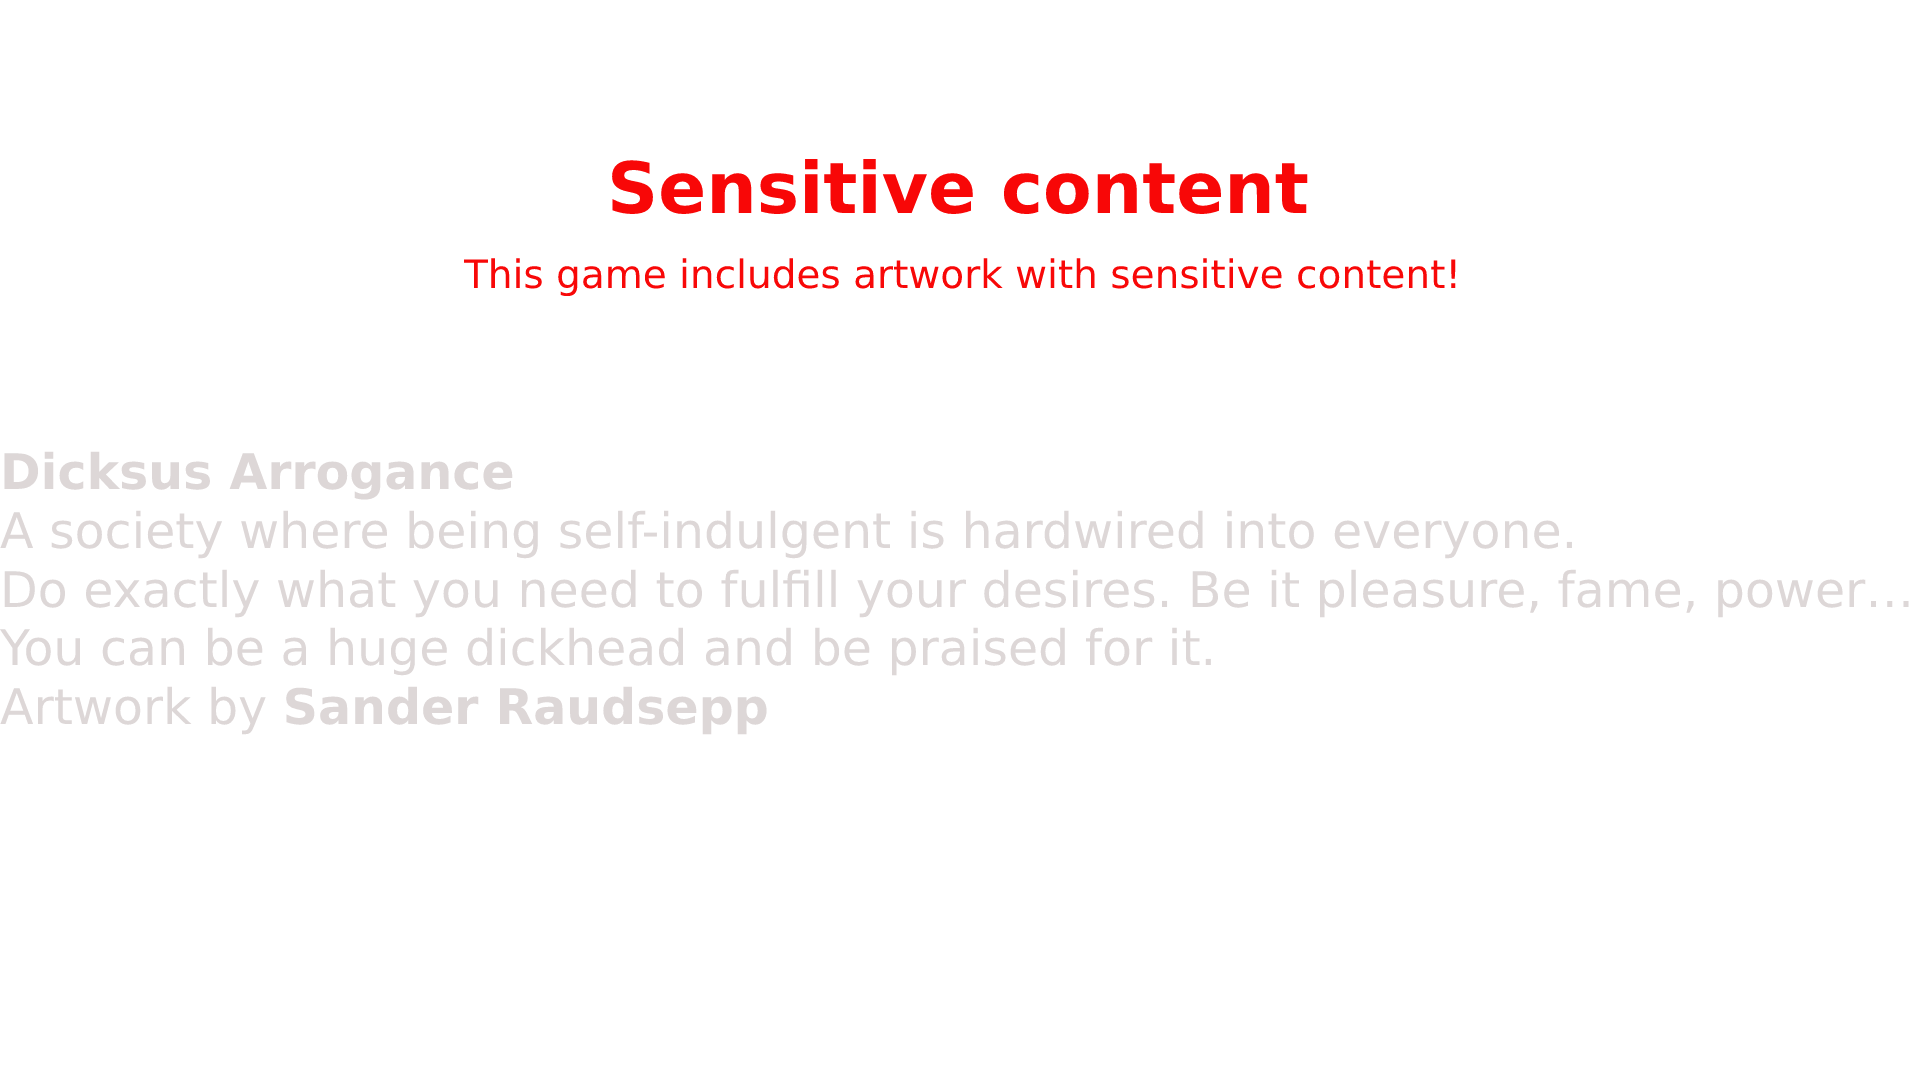 Sensitive content
This game includes artwork with sensitive content!
Dicksus Arrogance
A society where being self-indulgent is hardwired into everyone.
Do exactly what you need to fulfill your desires. Be it pleasure, fame, power...
You can be a huge dickhead and be praised for it.
Artwork by Sander Raudsepp